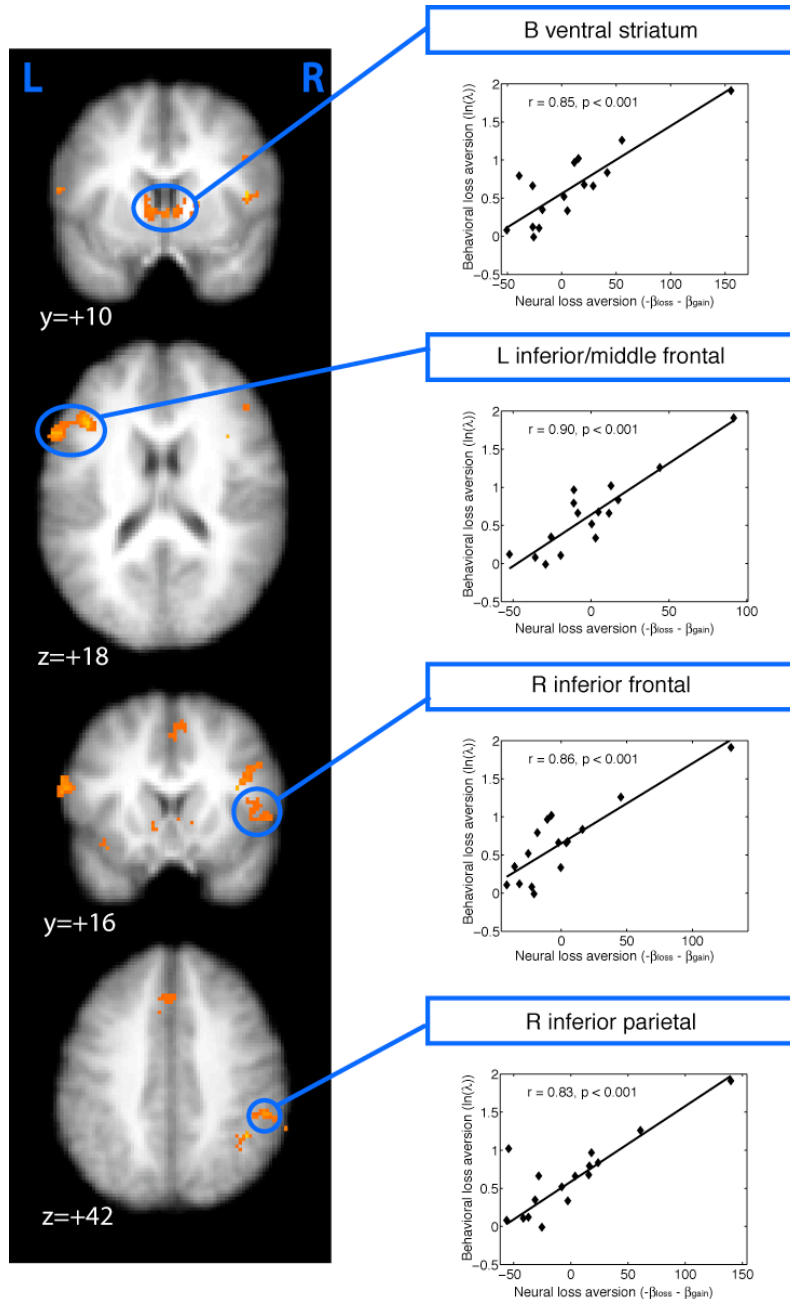 B ventral striatum
L R
y=+10
r = 0.85, p < 0.001
Behavioral loss aversion (ln(λ))
2
1.5
1
0.5
0
−0.5
−50 0 50 100 150
Neural loss aversion (-βloss - βgain)
L inferior/middle frontal
z=+18
r = 0.90, p < 0.001
Behavioral loss aversion (ln(λ))
2
1.5
1
0.5
0
−0.5
−50 0 50 100
Neural loss aversion (-βloss - βgain)
R inferior frontal
y=+16
r = 0.86, p < 0.001
Behavioral loss aversion (ln(λ))
2
1.5
1
0.5
0
−0.5
0 50 100
Neural loss aversion (-βloss - βgain)
R inferior parietal
z=+42
r = 0.83, p < 0.001
Behavioral loss aversion (ln(λ))
2
1.5
1
0.5
0
−0.5
−50 0 50 100 150
Neural loss aversion (-βloss - βgain)